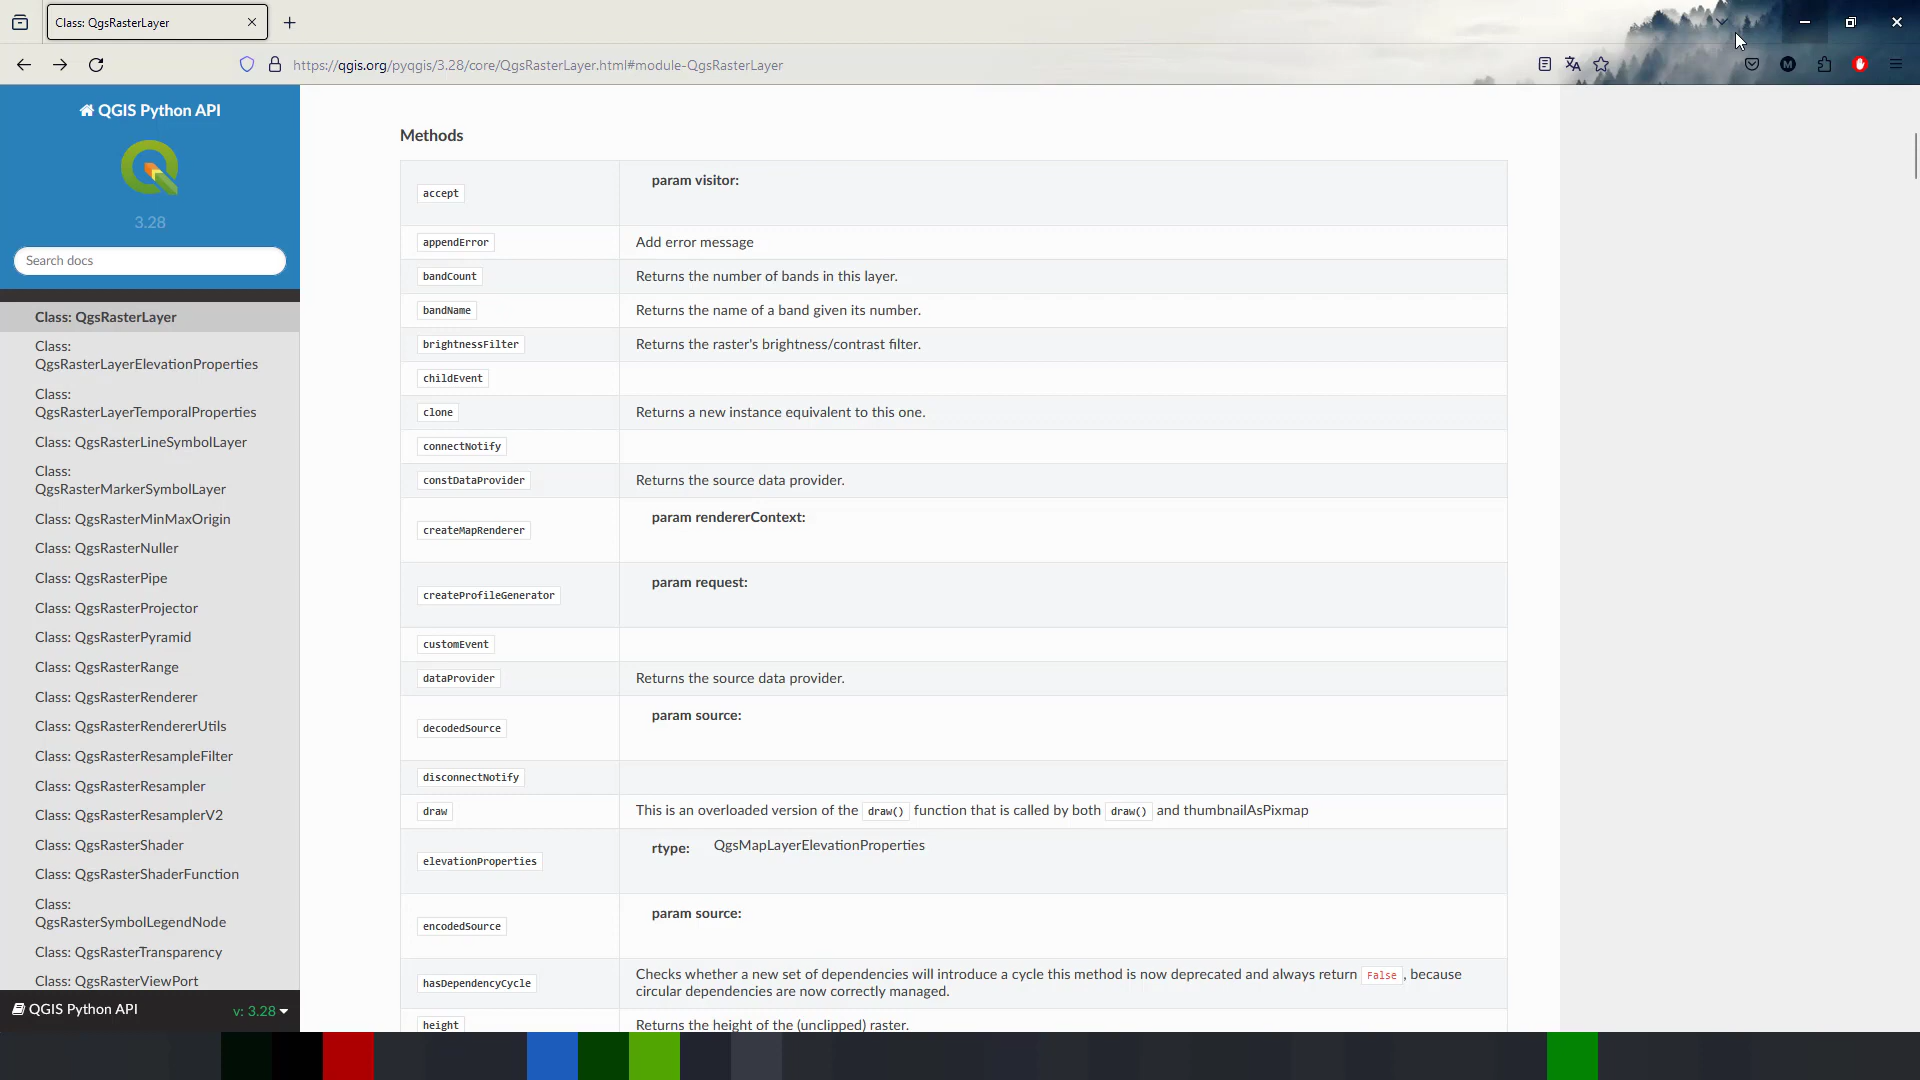 Class: QgsRasterLayer
https://qgis.org/pyqgis/3.28/core/QgsRasterLayer.html#module-QgsRasterLayer
M
QGIS Python API
3.28
Search docs
Class: QgsRasterLayer
Class:
QgsRasterLayerElevationProperties
Class:
QgsRasterLayerTemporalProperties
Class: QgsRasterLineSymbolLayer
Class:
QgsRasterMarkerSymbolLayer
Class: QgsRasterMinMaxOrigin
Class: QgsRasterNuller
Class: QgsRasterPipe
Class: QgsRasterProjector
Class: QgsRasterPyramid
Class: QgsRasterRange
Class: QgsRasterRenderer
Class: QgsRasterRendererUtils
Class: QgsRasterResampleFilter
Class: QgsRasterResampler
Class: QgsRasterResamplerV2
Class: QgsRasterShader
Class: QgsRasterShaderFunction
Class:
QgsRasterSymbolLegendNode
Class: QgsRasterTransparency
Class: QgsRasterViewPort
QGIS Python API v: 3.28
Methods
accept param visitor:
appendError Add error message
bandCount Returns the number of bands in this layer.
bandName Returns the name of a band given its number.
brightnessFilter Returns the raster's brightness/contrast filter.
childEvent
clone Returns a new instance equivalent to this one.
connectNotify
constDataProvider Returns the source data provider.
createMapRenderer param rendererContext:
createProfileGenerator param request:
customEvent
dataProvider Returns the source data provider.
decodedSource param source:
disconnectNotify
draw This is an overloaded version of the draw() function that is called by both draw() and thumbnailAsPixmap
elevationProperties rtype: QgsMapLayerElevationProperties
encodedSource param source:
hasDependencyCycle Checks whether a new set of dependencies will introduce a cycle this method is now deprecated and always return False, because
circular dependencies are now correctly managed.
height Returns the height of the (unclipped) raster.